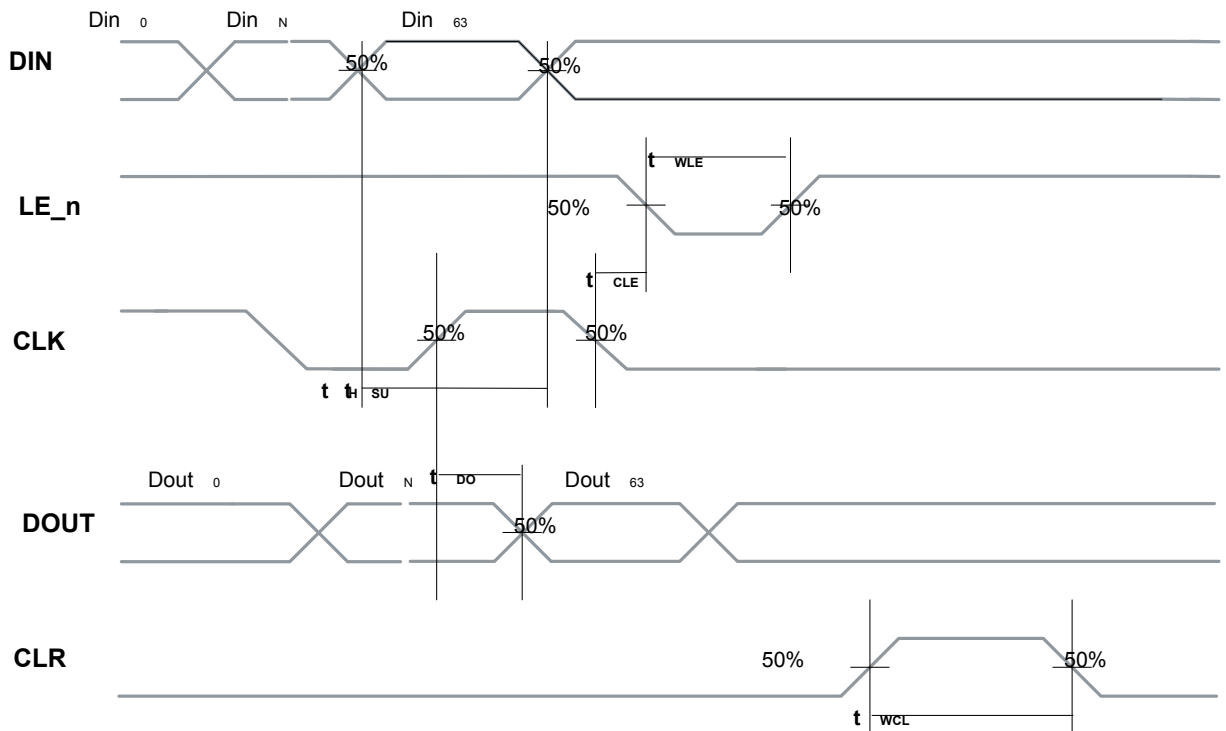 Din 0 Din N Din 63
DIN 50% 50%
t WLE
LE_n 50% 50%
t CLE
CLK 50% 50%
t tH SU
Dout 0 Dout N t DO Dout 63
DOUT 50%
CLR 50% 50%
t WCL